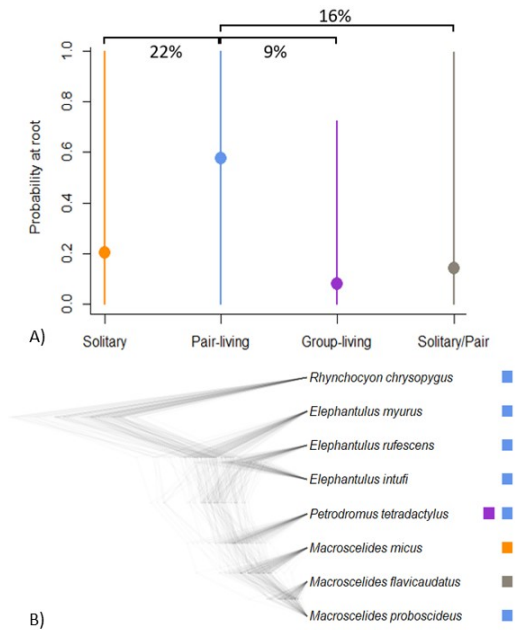 16%
22%
9%
1.0
0.8
0.6
0.4
0.2
0.0
Probability at root
A)
Solitary
Pair-living
Group-living
Solitary/Pair
Rhynchocyon chrysopygus
Elephantulus myurus
Elephantulus rufescens
Elephantulus intufi
Petrodromus tetradactylus
Macroscelides micus
Macroscelides flavicaudatus
Macroscelides proboscideus
B)